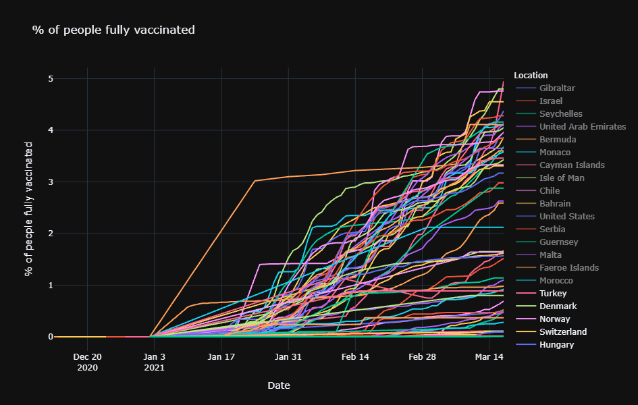 % of people fully vaccinated
Location
Gibraltar
Israel
Seychelles
United Arab Emirates
Bermuda
Monaco
Cayman Islands
Isle of Man
Chile
Bahrain
United States
Serbia
Guernsey
Malta
Faeroe Islands
Morocco
Turkey
Denmark
Norway
Switzerland
Hungary
% of people fully vaccinated
5
4
3
2
1
0
Dec 20
2020
Jan 3
2021
Jan 17
Jan 31
Feb 14
Feb 28
Mar 14
Date